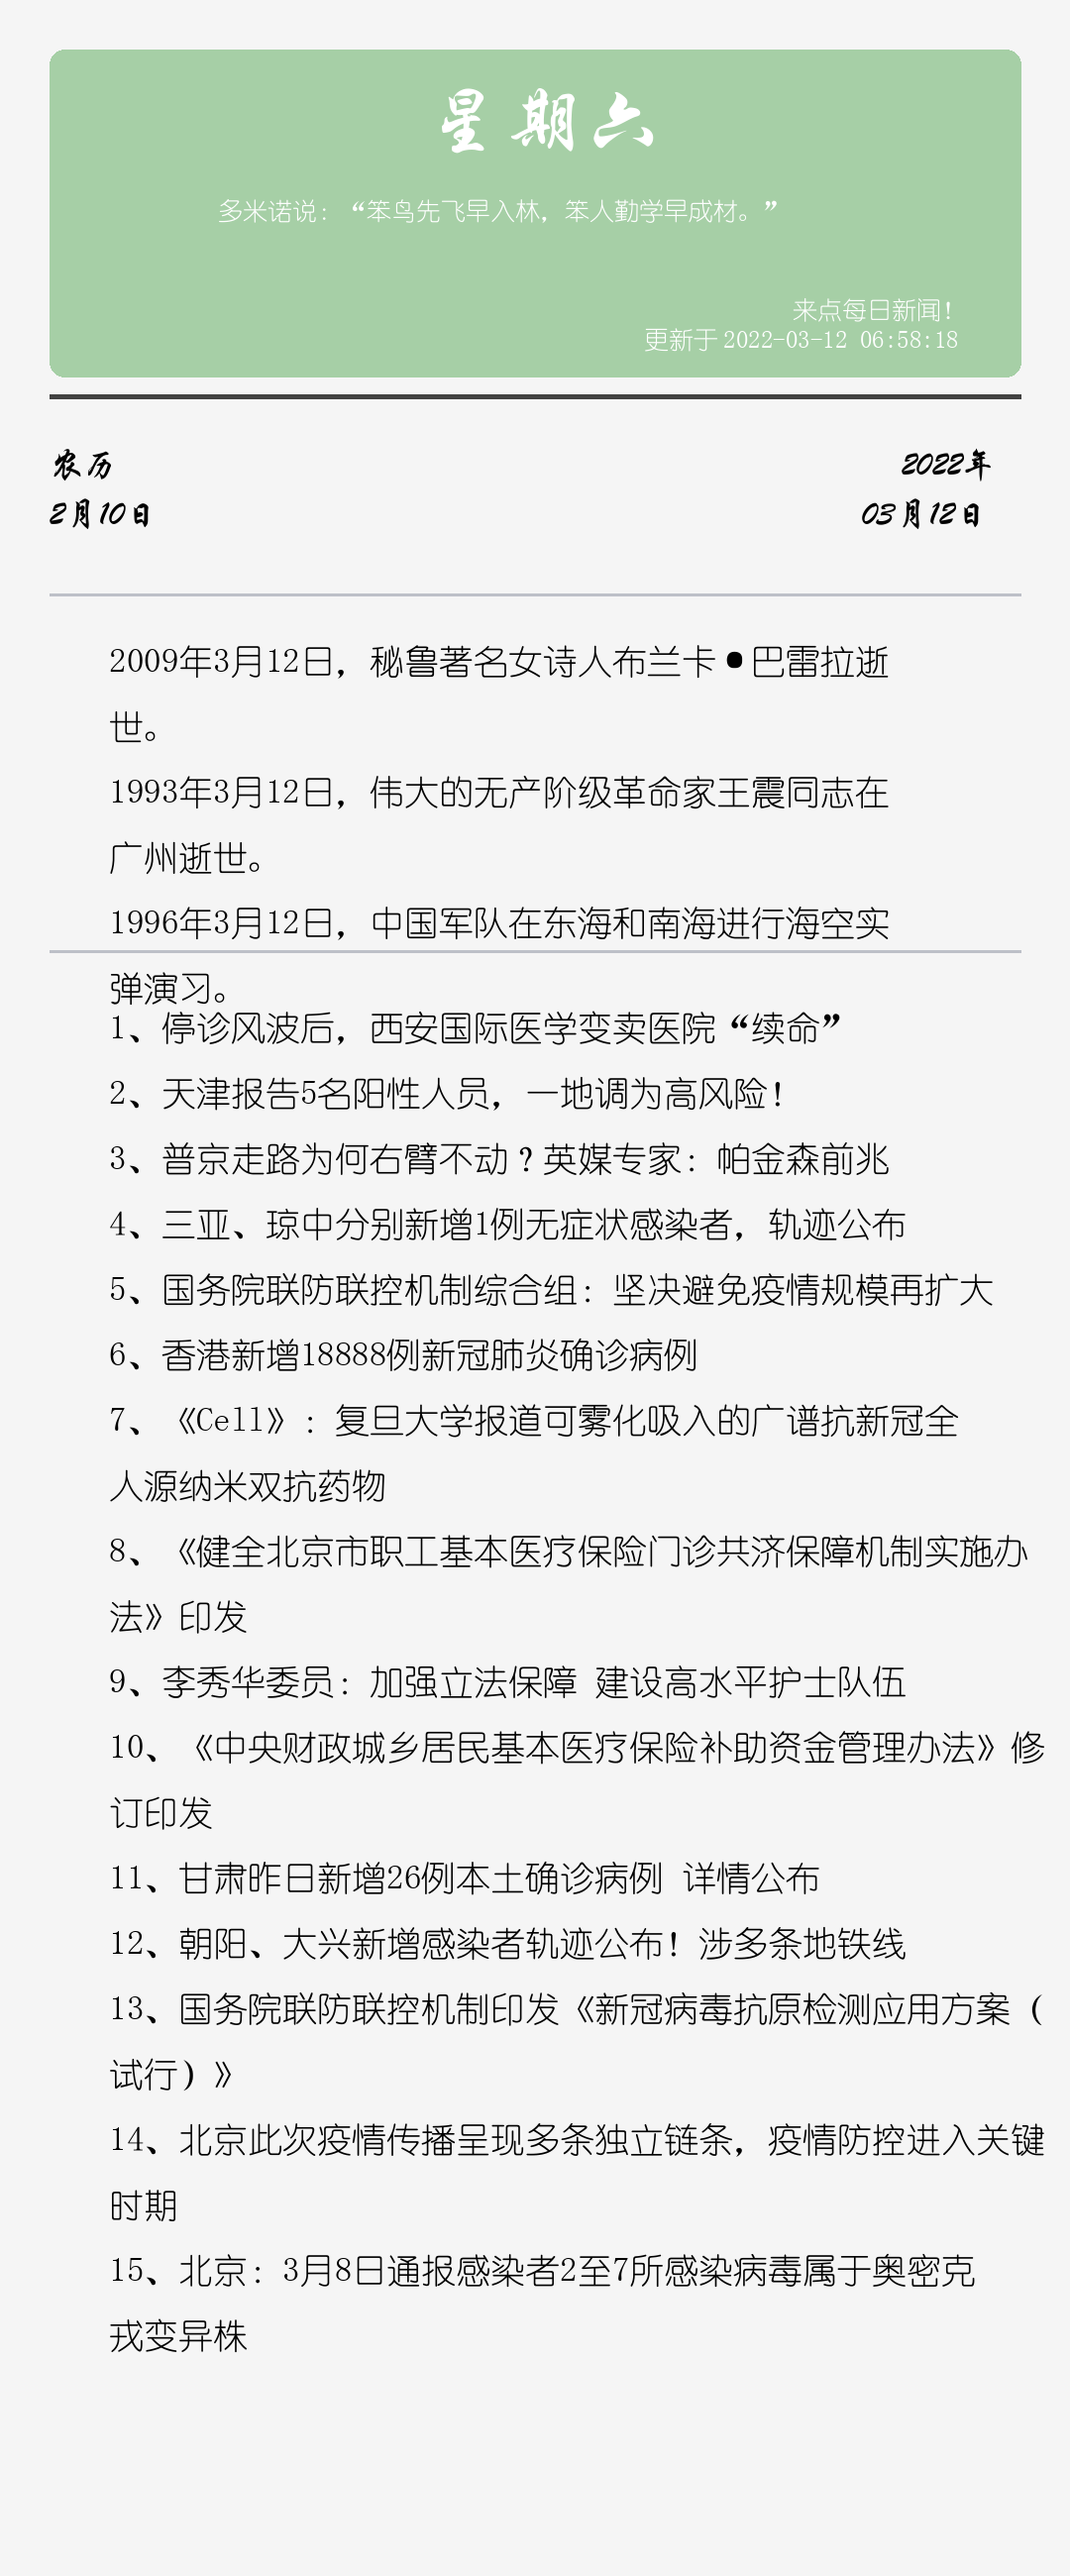 星期六
多米诺说：“笨鸟先飞早入林，笨人勤学早成材。”
来点每日新闻！
更新于2022-03-12 06:58:18
农历
2月10日
2022年
03月12日
2009年3月12日，秘鲁著名女诗人布兰卡●巴雷拉逝
世。
1993年3月12日，伟大的无产阶级革命家王震同志在
广州逝世。
1996年3月12日，中国军队在东海和南海进行海空实
弹演习。
1、停诊风波后，西安国际医学变卖医院“续命”
2、天津报告5名阳性人员，一地调为高风险！
3、普京走路为何右臂不动？英媒专家：帕金森前兆
4、三亚、琼中分别新增1例无症状感染者，轨迹公布
5、国务院联防联控机制综合组：坚决避免疫情规模再扩大
6、香港新增18888例新冠肺炎确诊病例
7、《Cell》：复旦大学报道可雾化吸入的广谱抗新冠全
人源纳米双抗药物
8、《健全北京市职工基本医疗保险门诊共济保障机制实施办
法》印发
9、李秀华委员：加强立法保障 建设高水平护士队伍
10、《中央财政城乡居民基本医疗保险补助资金管理办法》修
订印发
11、甘肃昨日新增26例本土确诊病例 详情公布
12、朝阳、大兴新增感染者轨迹公布！涉多条地铁线
13、国务院联防联控机制印发《新冠病毒抗原检测应用方案（
试行）》
14、北京此次疫情传播呈现多条独立链条，疫情防控进入关键
时期
15、北京：3月8日通报感染者2至7所感染病毒属于奥密克
戎变异株